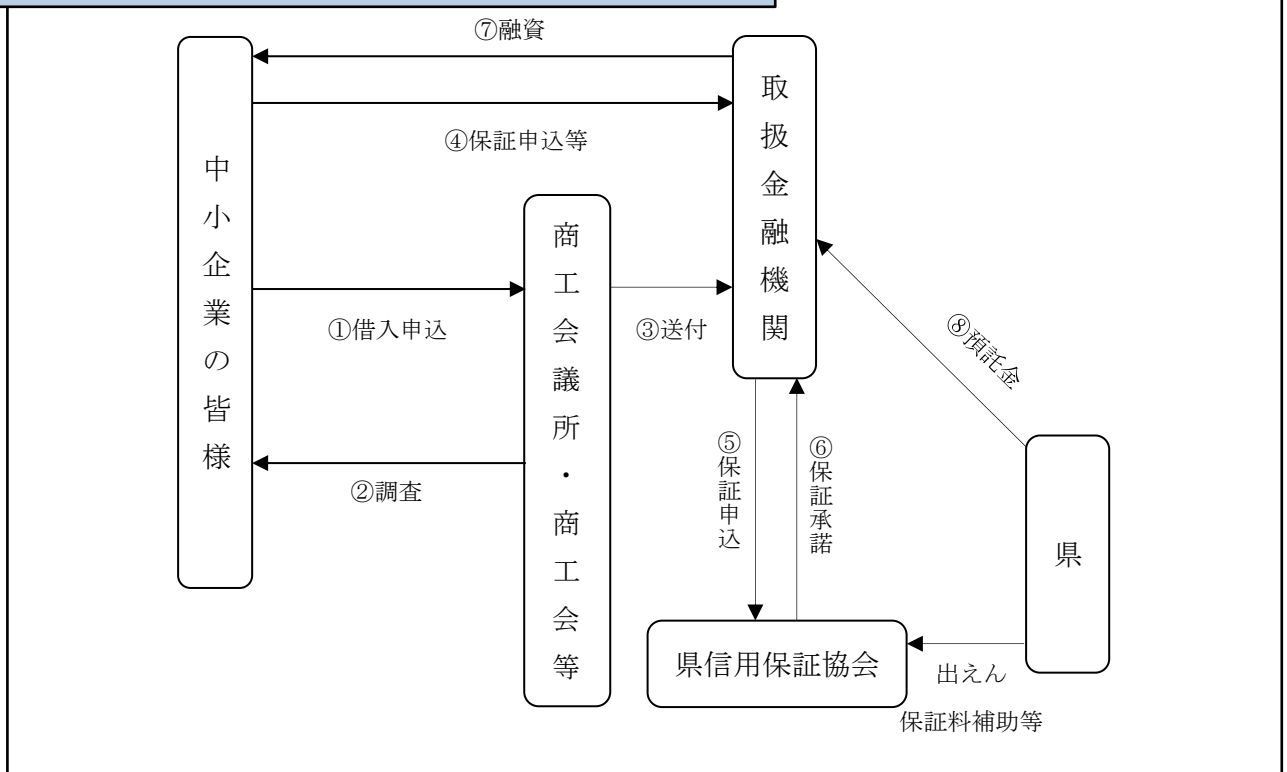 ⑦融資
取扱金融機関
④保証申込等
中小企業の皆様
商工会議所・商工会等
①借入申込
③送付
⑧預託金
②調査
⑤保証申込
⑥保証承諾
県
県信用保証協会
出えん
保証料補助等